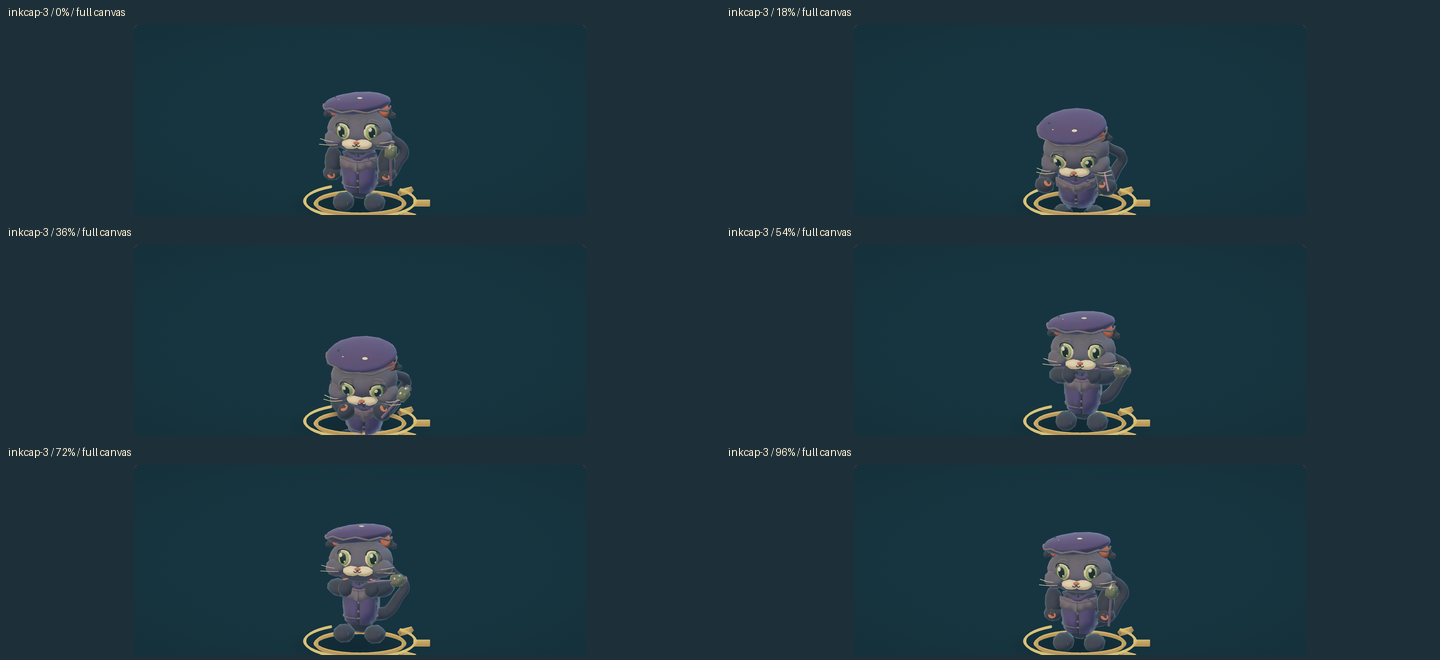 inkcap-3 / 0% / full canvas
inkcap-3 / 18% / full canvas
inkcap-3 / 36% / full canvas
inkcap-3 / 54% / full canvas
inkcap-3 / 72% / full canvas
inkcap-3 / 96% / full canvas